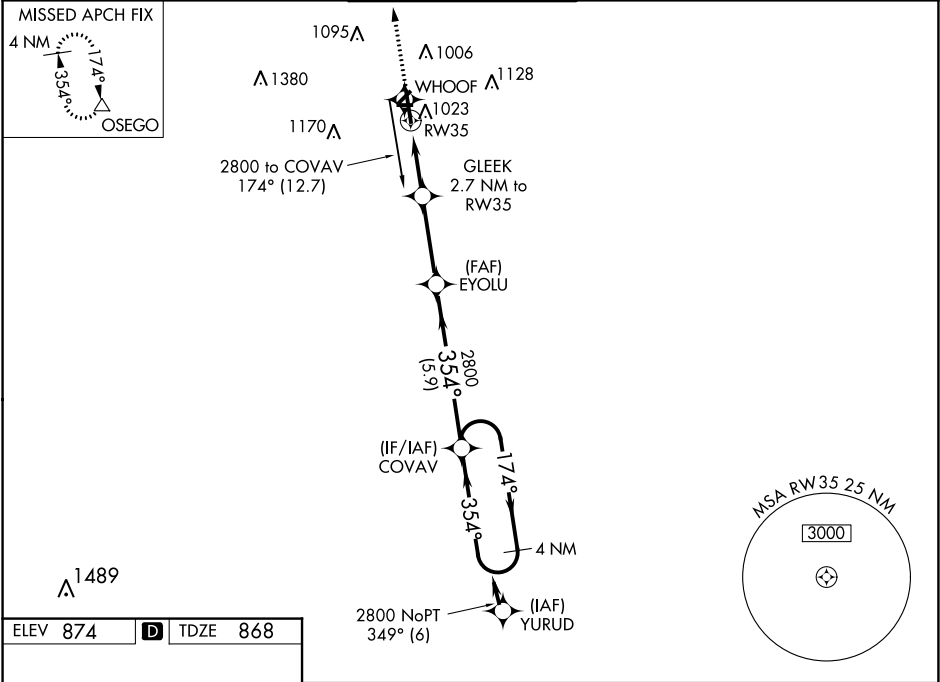 MISSED APCH FIX
4 NM
174°
354°
OSEGO
1095
1006
1380
WHOOF
1128
1023
RW35
1170
2800 to COVAV
174° (12.7)
GLEEK
2.7 NM to
RW35
(FAF)
EYOLU
2800
354°
(5.9)
(IF/IAF)
COVAV
174°
354°
4 NM
MSA RW35 25 NM
3000
1489
2800 NoPT
349° (6)
(IAF)
YURUD
ELEV 874 D TDZE 868